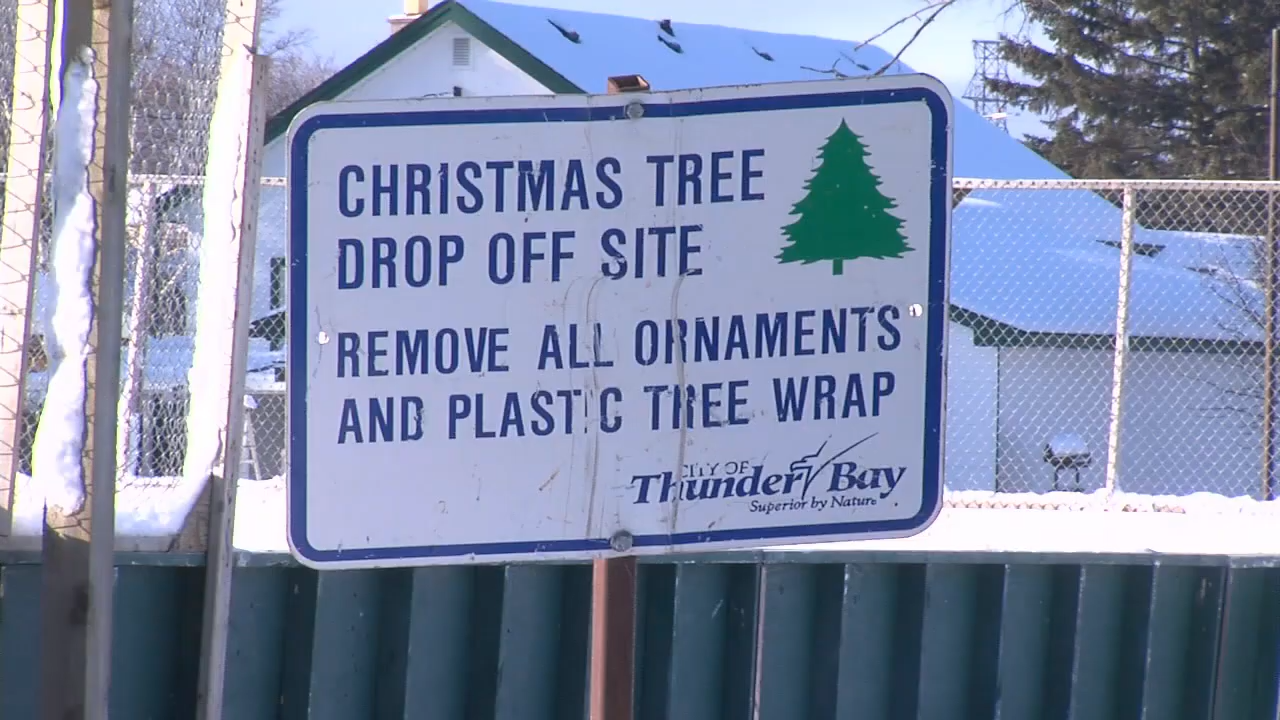 CHRISTMAS TREE
DROP OFF SITE
REMOVE ALL ORNAMENTS
AND PLASTIC TREE WRAP
CITY OF
Thunder Bay
Superior by Nature